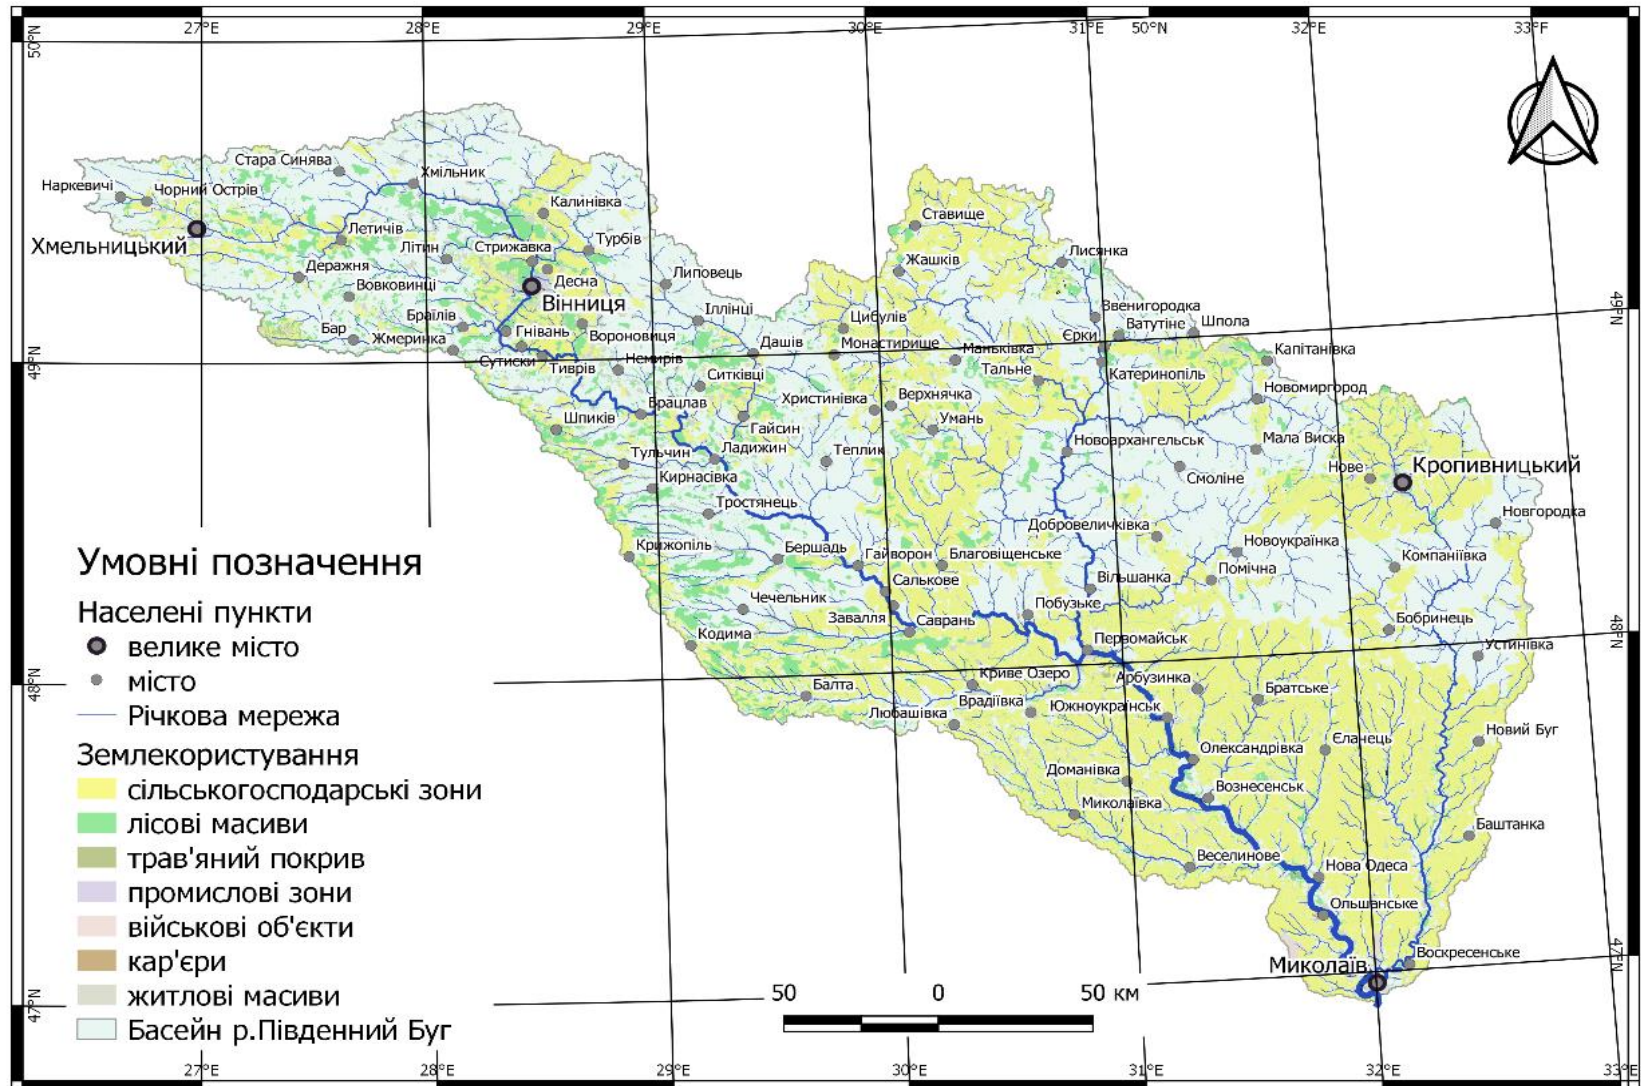 27°E 28°E 29°E 30°E 31°E 50°N 32°E 33°E
50°N
Стара Синява
Хмільник
Наркевичі
Чорний Острів
Калинівка
Ставище
Хмельницький
Летичів
Літин
Стрижавка
Турбів
Жашків
Лисянка
Деражня
Вовковинці
Десна
Липовець
Вінниця
Звенигородка
49°N
Браїлів
Гнівань
Вороновиця
Іллінці
Цибулів
Ватутіне
Шпола
Бар
Жмеринка
Єрки
49°N
Сутиски
Тиврів
Немирів
Дашів
Монастирище
Маньківка
Капітанівка
Ситківці
Тальне
Катеринопіль
Христинівка
Верхнячка
Новомиргород
Шпиків
Брацлав
Гайсин
Умань
Новоархангельськ
Мала Виска
Тульчин
Ладижин
Теплик
Смоліне
Нове
Кропивницький
Кирнасівка
Тростянець
Новгородка
Добровеличківка
Крижопіль
Бершадь
Гайворон
Благовіщенське
Новоукраїнка
Компаніївка
Салькове
Вільшанка
Помічна
Чечельник
Завалля
Саврань
Побузьке
Бобринець
48°N
Кодима
Первомайськ
Устинівка
48°N
Балта
Криве Озеро
Арбузинка
Братське
Любашівка
Врадіївка
Южноукраїнськ
Новий Буг
Олександрівка
Єланець
Доманівка
Вознесенськ
Миколаївка
Баштанка
Веселинове
Нова Одеса
Ольшанське
Воскресенське
47°N
Миколаїв
47°N
Умовні позначення
Населені пункти
велике місто
місто
Річкова мережа
Землекористування
сільськогосподарські зони
лісові масиви
трав'яний покрив
промислові зони
військові об'єкти
кар'єри
житлові масиви
Басейн р.Південний Буг
50 0 50 км
27°E 28°E 29°E 30°E 31°E 32°E 33°E